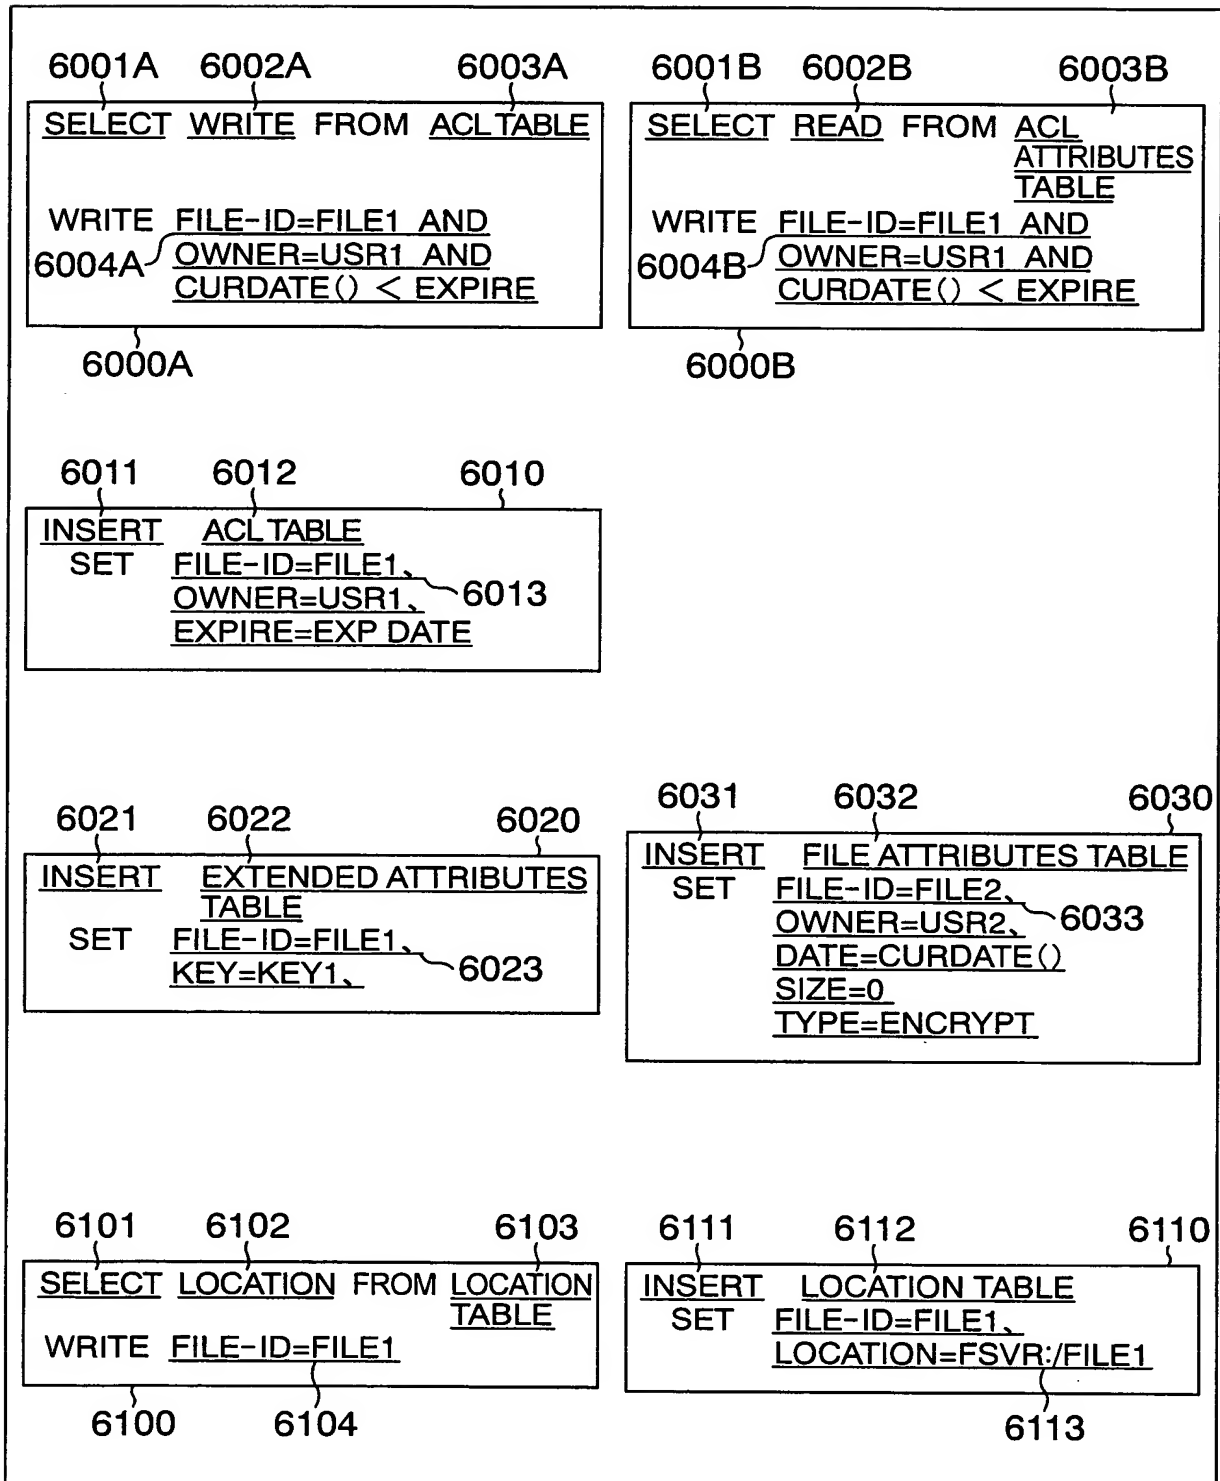 6001A 6002A 6003A
SELECT WRITE FROM ACL TABLE
WRITE FILE-ID=FILE1 AND
6004A OWNER=USR1 AND
CURDATE() < EXPIRE
6000A
6001B 6002B 6003B
SELECT READ FROM ACL
ATTRIBUTES
TABLE
WRITE FILE-ID=FILE1 AND
6004B OWNER=USR1 AND
CURDATE() < EXPIRE
6000B
6011 6012 6010
INSERT ACL TABLE
SET FILE-ID=FILE1、
OWNER=USR1、 6013
EXPIRE=EXP DATE
6021 6022 6020
INSERT EXTENDED ATTRIBUTES
TABLE
SET FILE-ID=FILE1、
KEY=KEY1、 6023
6031 6032 6030
INSERT FILE ATTRIBUTES TABLE
SET FILE-ID=FILE2、
OWNER=USR2、 6033
DATE=CURDATE()
SIZE=0
TYPE=ENCRYPT
6101 6102 6103
SELECT LOCATION FROM LOCATION
TABLE
WRITE FILE-ID=FILE1
6100 6104
6111 6112 6110
INSERT LOCATION TABLE
SET FILE-ID=FILE1、
LOCATION=FSVR:/FILE1
6113